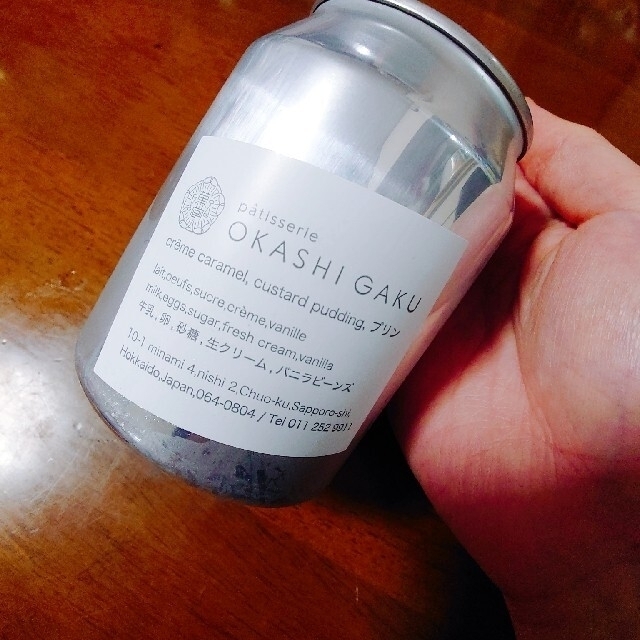 pâtisserie
OKASHI GAKU
crème caramel, custard pudding, プリン
lait,oeufs,sucre,crème,vanille
milk,eggs,sugar,fresh cream,vanilla
牛乳,卵,砂糖,生クリーム,バニラビーンズ
10-1 minami 4,nishi 2,Chuo-ku,Sapporo-shi,
Hokkaido,Japan,064-0804 / Tel 011 252